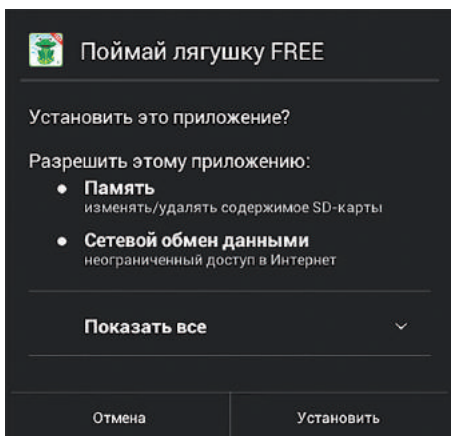 Поймай лягушку FREE
Установить это приложение?
Разрешить этому приложению:
● Память
изменять/удалять содержимое SD-карты
● Сетевой обмен данными
неограниченный доступ в Интернет
Показать все
Отмена Установить